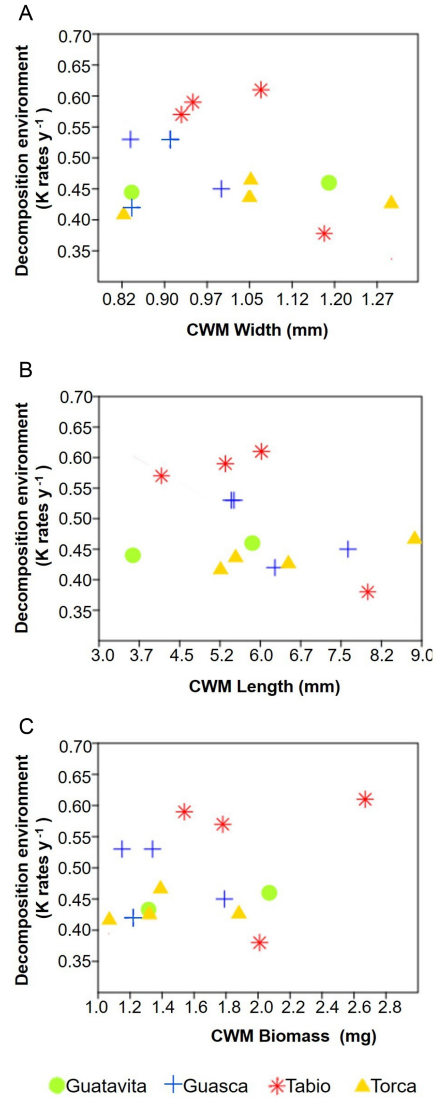 A
Decomposition environment
(K rates y⁻¹ )
0.70
0.65
0.60
0.55
0.50
0.45
0.40
0.35
0.82 0.90 0.97 1.05 1.12 1.20 1.27
CWM Width (mm)
B
Decomposition environment
(K rates y⁻¹ )
0.70
0.65
0.60
0.55
0.50
0.45
0.40
0.35
3.0 3.7 4.5 5.2 6.0 6.7 7.5 8.2 9.0
CWM Length (mm)
C
Decomposition environment
(K rates y⁻¹ )
0.70
0.65
0.60
0.55
0.50
0.45
0.40
0.35
1.0 1.2 1.4 1.6 1.8 2.0 2.2 2.4 2.6 2.8
CWM Biomass (mg)
Guatavita Guasca Tabio Torca